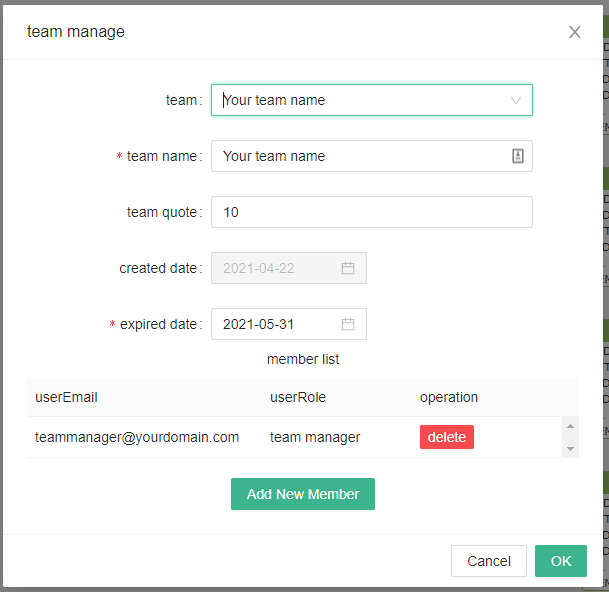 team manage
team: Your team name
* team name: Your team name
team quote: 10
created date: 2021-04-22
* expired date: 2021-05-31
member list
userEmail userRole operation
teammanager@yourdomain.com team manager delete
Add New Member
Cancel OK